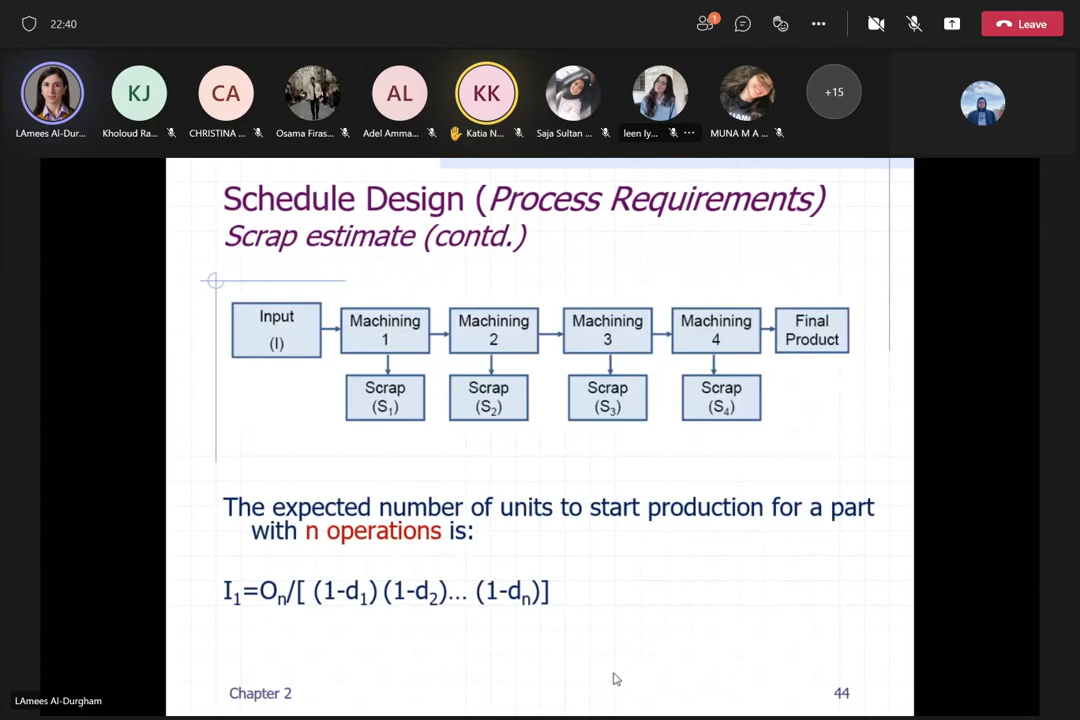 22:40
1
Leave
KJ
CA
AL
KK
+15
LAmees Al-Dur...
Kholoud Ra...
CHRISTINA ...
Osama Firas...
Adel Amma...
Katia N...
Saja Sultan ...
leen Iy...
MUNA M A ...
Schedule Design (Process Requirements)
Scrap estimate (contd.)
Input
(I)
Machining
1
Machining
2
Machining
3
Machining
4
Final
Product
Scrap
(S₁)
Scrap
(S₂)
Scrap
(S₃)
Scrap
(S₄)
The expected number of units to start production for a part
with n operations is:
I₁=Oₙ/[ (1-d₁) (1-d₂)... (1-dₙ)]
Chapter 2
44
LAmees Al-Durgham